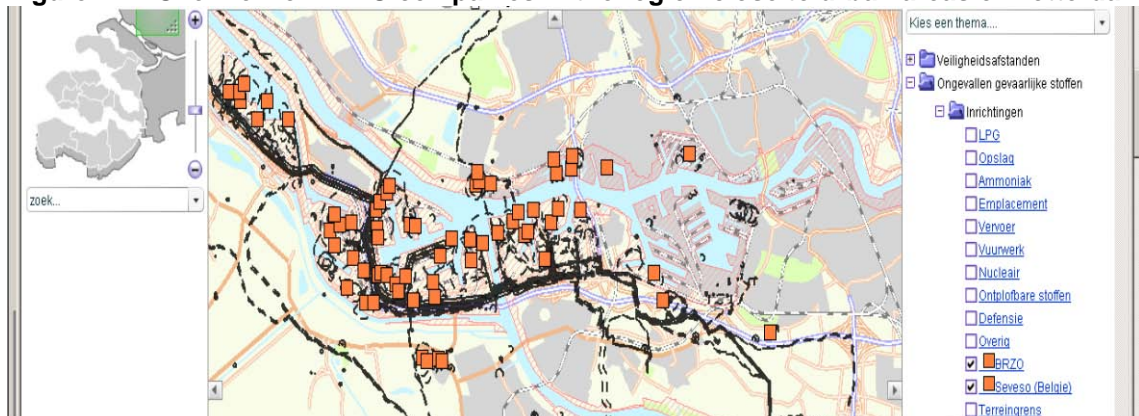 Kies een thema....
Veiligheidsafstanden
Ongevallen gevaarlijke stoffen
Inrichtingen
LPG
Opslag
Ammoniak
Emplacement
Vervoer
Vuurwerk
Nucleair
Ontplofbare stoffen
Defensie
Overig
BRZO
Seveso (Belgie)
Terreingrens
zoek...